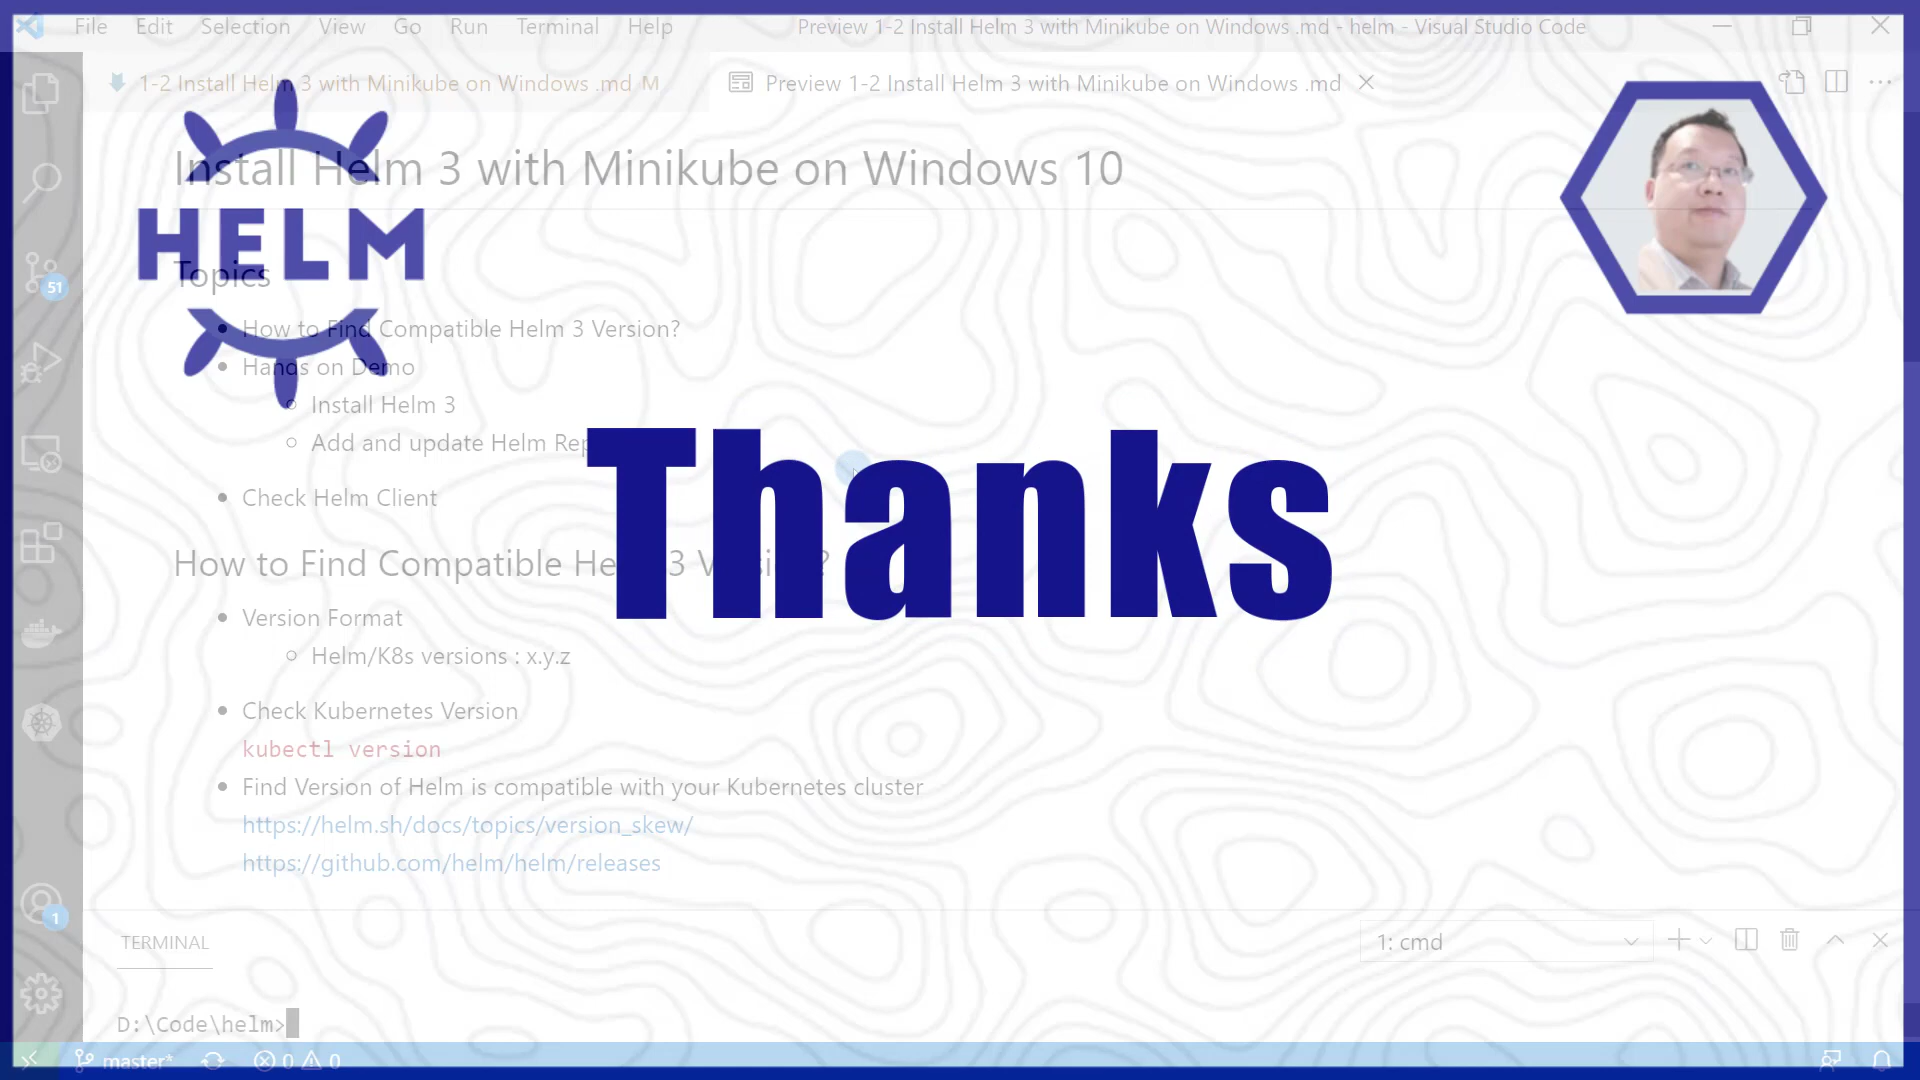 File Edit Selection View Go Run Terminal Help Preview 1-2 Install Helm 3 with Minikube on Windows .md - helm - Visual Studio Code
1-2 Install Helm 3 with Minikube on Windows .md M Preview 1-2 Install Helm 3 with Minikube on Windows .md
Install Helm 3 with Minikube on Windows 10
HELM
Topics
51
How to Find Compatible Helm 3 Version?
Hands on Demo
Install Helm 3
Add and update Helm Rep
Check Helm Client
Thanks
How to Find Compatible He 3 V ?
Version Format
Helm/K8s versions : x.y.z
Check Kubernetes Version
kubectl version
Find Version of Helm is compatible with your Kubernetes cluster
https://helm.sh/docs/topics/version_skew/
https://github.com/helm/helm/releases
1
TERMINAL 1: cmd
D:\Code\helm>
master* 0 0